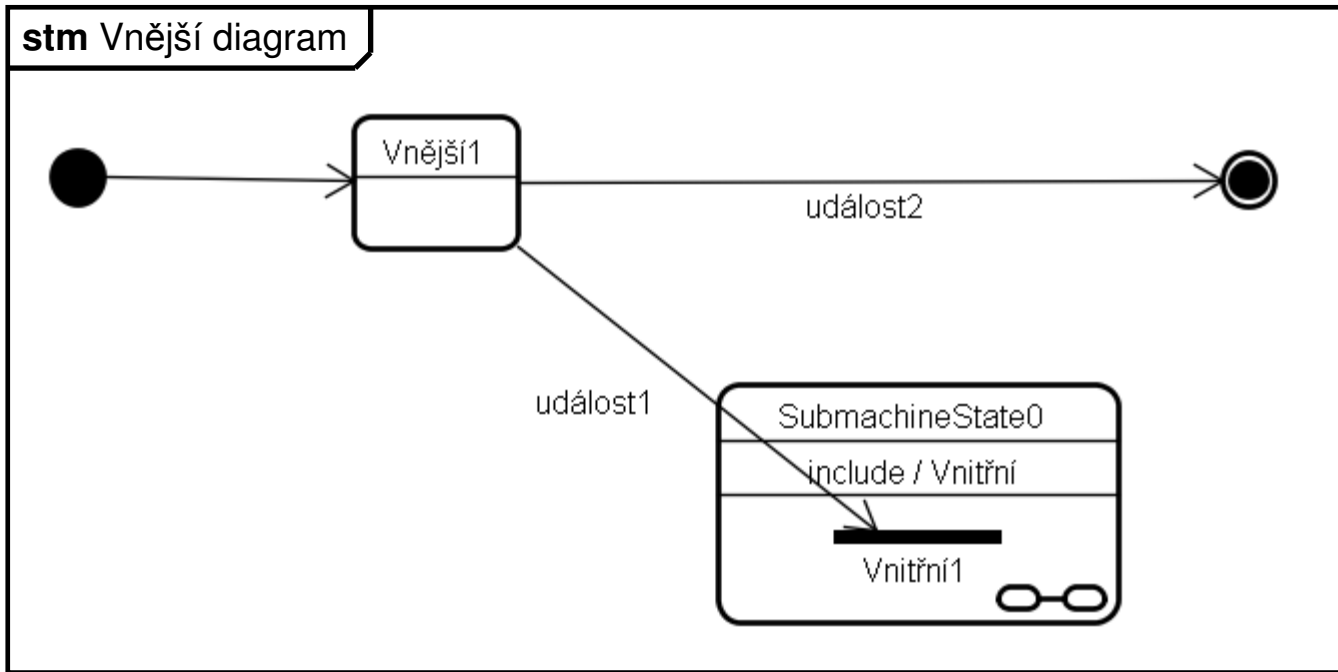 stm Vnější diagram
Vnější1
událost2
událost1
SubmachineState0
include / Vnitřní
Vnitřní1